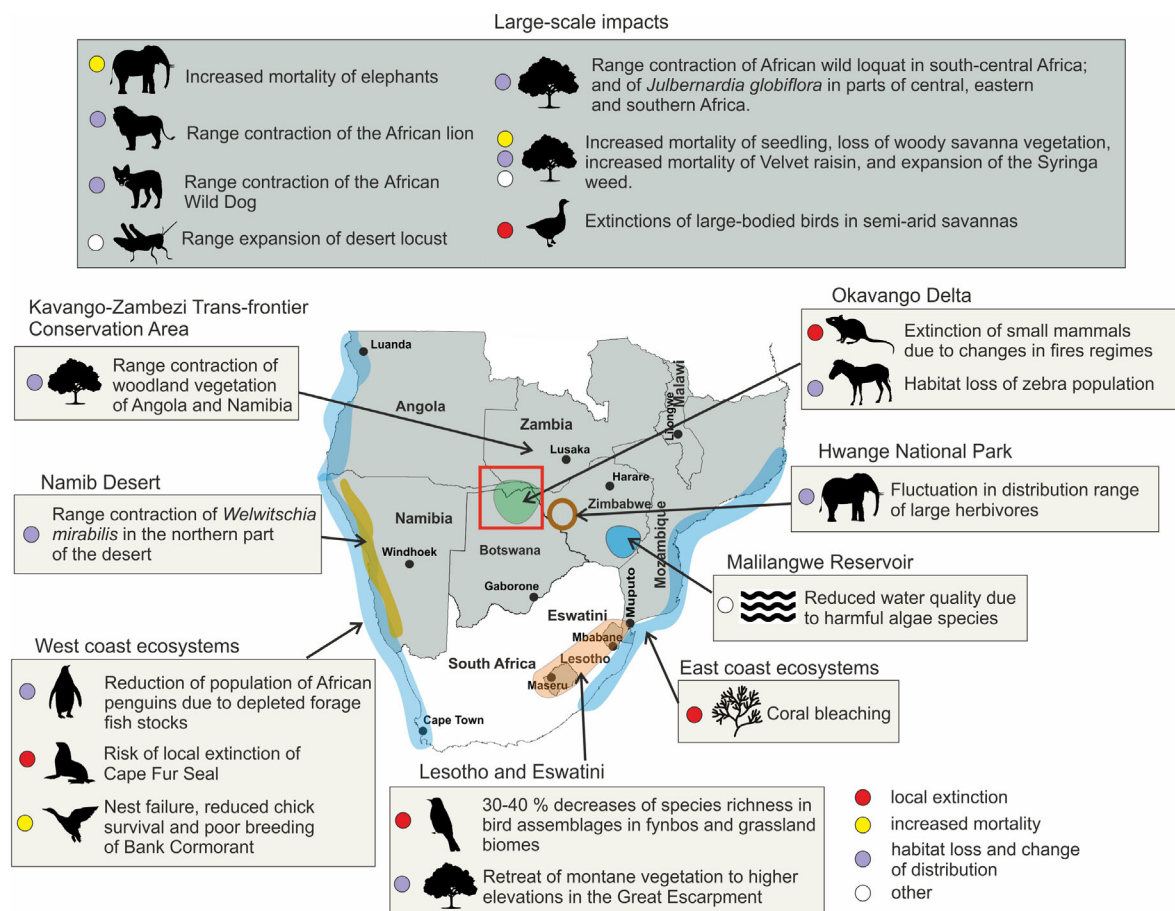 Large-scale impacts
Increased mortality of elephants
Range contraction of the African lion
Range contraction of the African
Wild Dog
Range expansion of desert locust
Range contraction of African wild loquat in south-central Africa;
and of Julbernardia globiflora in parts of central, eastern
and southern Africa.
Increased mortality of seedling, loss of woody savanna vegetation,
increased mortality of Velvet raisin, and expansion of the Syringa
weed.
Extinctions of large-bodied birds in semi-arid savannas
Kavango-Zambezi Trans-frontier
Conservation Area
Range contraction of
woodland vegetation
of Angola and Namibia
Namib Desert
Range contraction of Welwitschia
mirabilis in the northern part
of the desert
West coast ecosystems
Reduction of population of African
penguins due to depleted forage
fish stocks
Risk of local extinction of
Cape Fur Seal
Nest failure, reduced chick
survival and poor breeding
of Bank Cormorant
Luanda
Angola
Zambia
Lusaka
Malawi
Lilongwe
Harare
Zimbabwe
Namibia
Windhoek
Botswana
Gaborone
Mozambique
Muputo
Eswatini
Mbabane
Lesotho
South Africa
Maseru
Cape Town
Okavango Delta
Extinction of small mammals
due to changes in fires regimes
Habitat loss of zebra population
Hwange National Park
Fluctuation in distribution range
of large herbivores
Malilangwe Reservoir
Reduced water quality due
to harmful algae species
East coast ecosystems
Coral bleaching
Lesotho and Eswatini
30-40 % decreases of species richness in
bird assemblages in fynbos and grassland
biomes
Retreat of montane vegetation to higher
elevations in the Great Escarpment
local extinction
increased mortality
habitat loss and change
of distribution
other